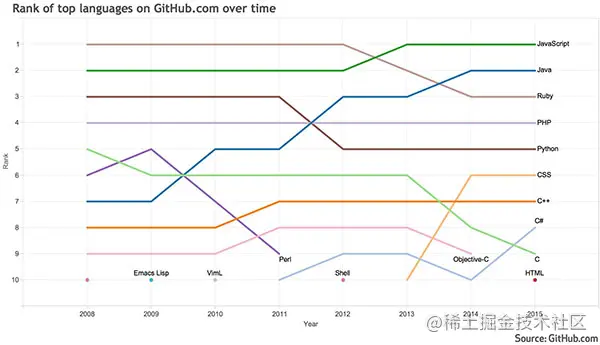 Rank of top languages on GitHub.com over time
1
JavaScript
2
Java
3
Ruby
4
PHP
Rank
5
Python
6
CSS
7
C++
8
C#
9
Perl
Objective-C
C
10
Emacs Lisp
VimL
Shell
HTML
2008
2009
2010
2011
2012
2013
2014
2015
Year
@稀土掘金技术社区
Source: GitHub.com